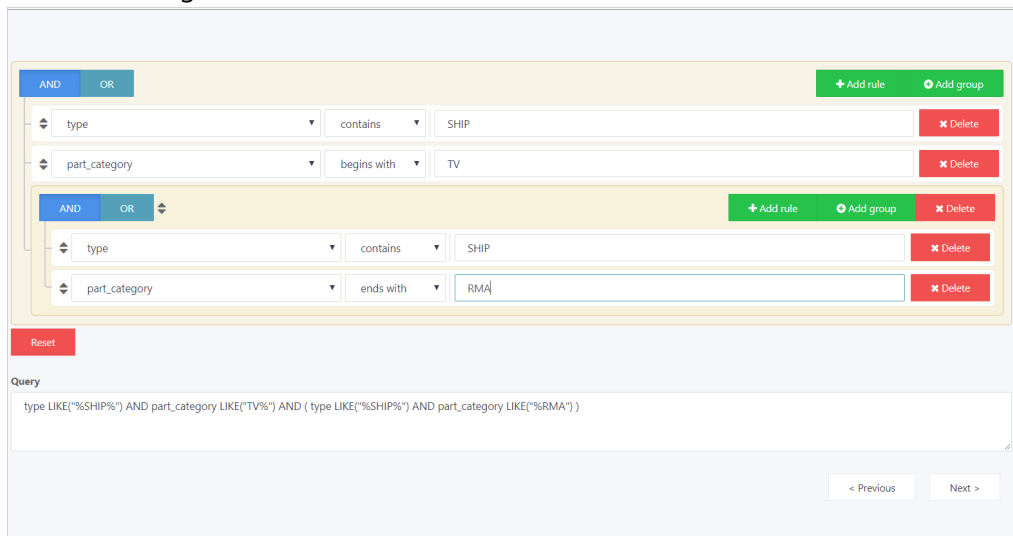 AND OR Add rule Add group
type contains SHIP Delete
part_category begins with TV Delete
AND OR Add rule Add group Delete
type contains SHIP Delete
part_category ends with RMA Delete
Reset
Query
type LIKE("%SHIP%") AND part_category LIKE("TV%") AND ( type LIKE("%SHIP%") AND part_category LIKE("%RMA") )
< Previous Next >